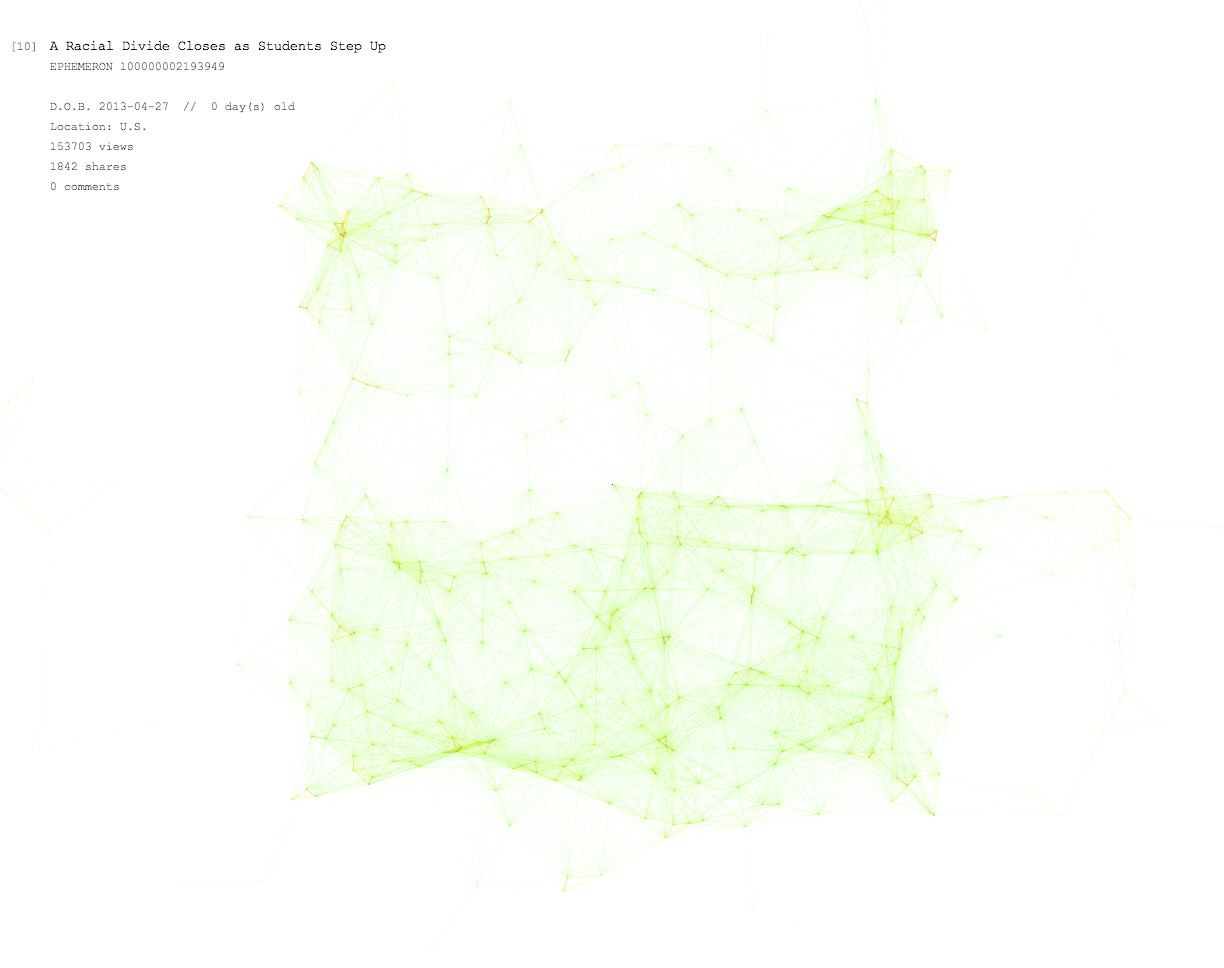 [10] A Racial Divide Closes as Students Step Up
EPHEMERON 100000002193949
D.O.B. 2013-04-27 // 0 day(s) old
Location: U.S.
153703 views
1842 shares
0 comments